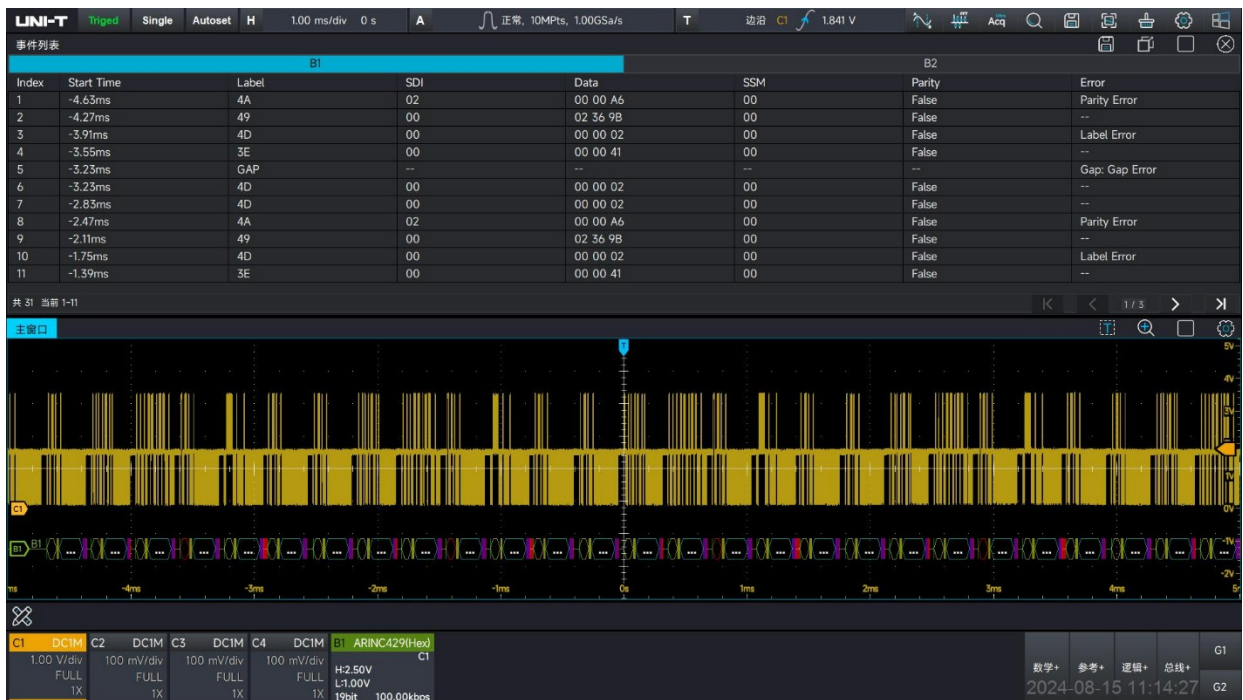 UNI-T Triged Single Autoset H 1.00 ms/div 0 s A 正常, 10MPts, 1.00GSa/s T 边沿 C1 1.841 V Acq
事件列表
B1 B2
Index Start Time Label SDI Data SSM Parity Error
1 -4.63ms 4A 02 00 00 A6 00 False Parity Error
2 -4.27ms 49 00 02 36 9B 00 False --
3 -3.91ms 4D 00 00 00 02 00 False Label Error
4 -3.55ms 3E 00 00 00 41 00 False --
5 -3.23ms GAP -- -- -- -- Gap: Gap Error
6 -3.23ms 4D 00 00 00 02 00 False --
7 -2.83ms 4D 00 00 00 02 00 False --
8 -2.47ms 4A 02 00 00 A6 00 False Parity Error
9 -2.11ms 49 00 02 36 9B 00 False --
10 -1.75ms 4D 00 00 00 02 00 False Label Error
11 -1.39ms 3E 00 00 00 41 00 False --
共 31 当前 1-11 1 / 3
主窗口
T
5V
4V
3V
1V
C1 0V
B1 B1 -1V
-2V
ms -4ms -3ms -2ms -1ms 0s 1ms 2ms 3ms 4ms 5
C1 DC1M C2 DC1M C3 DC1M C4 DC1M B1 ARINC429(Hex)
1.00 V/div 100 mV/div 100 mV/div 100 mV/div C1
FULL FULL FULL FULL H:2.50V
1X 1X 1X 1X L:1.00V
19bit 100.00kbps
数学+ 参考+ 逻辑+ 总线+ G1
2024-08-15 11:14:27 G2